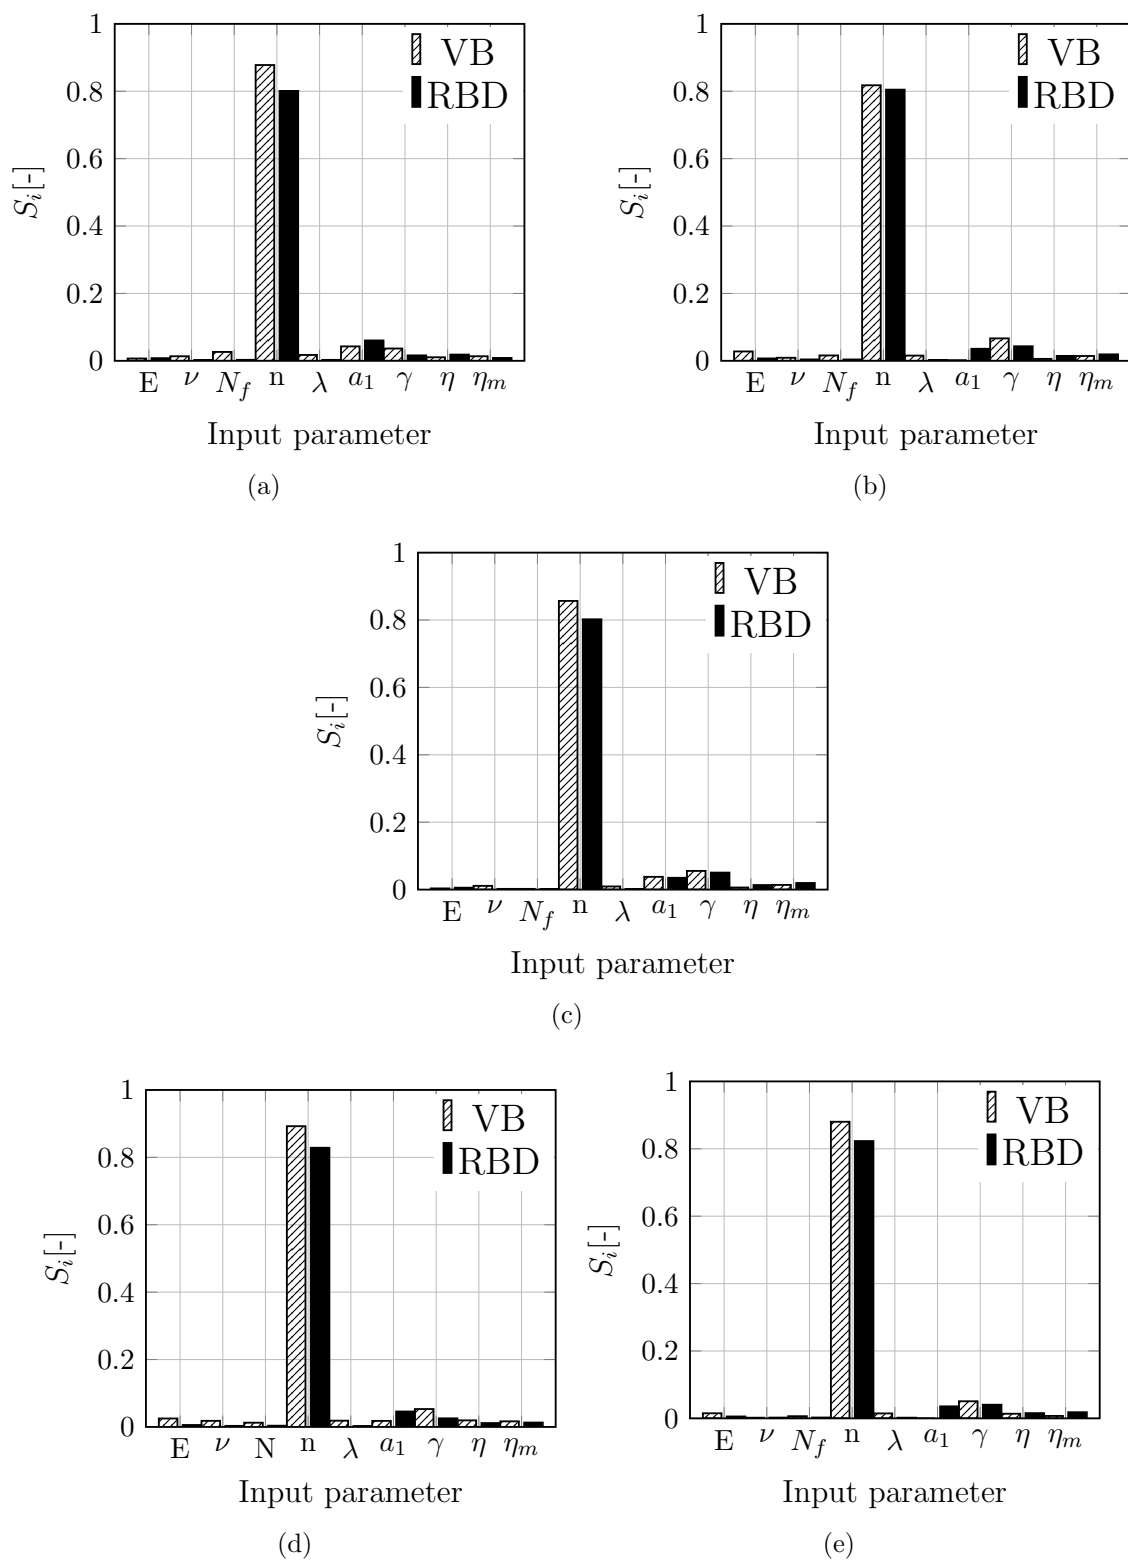 1
0.8
0.6
0.4
0.2
0
S_i[-]
VB
RBD
E ν N_f n λ a_1 γ η η_m
Input parameter
(a)
1
0.8
0.6
0.4
0.2
0
S_i[-]
VB
RBD
E ν N_f n λ a_1 γ η η_m
Input parameter
(b)
1
0.8
0.6
0.4
0.2
0
S_i[-]
VB
RBD
E ν N_f n λ a_1 γ η η_m
Input parameter
(c)
1
0.8
0.6
0.4
0.2
0
S_i[-]
VB
RBD
E ν N n λ a_1 γ η η_m
Input parameter
(d)
1
0.8
0.6
0.4
0.2
0
S_i[-]
VB
RBD
E ν N_f n λ a_1 γ η η_m
Input parameter
(e)